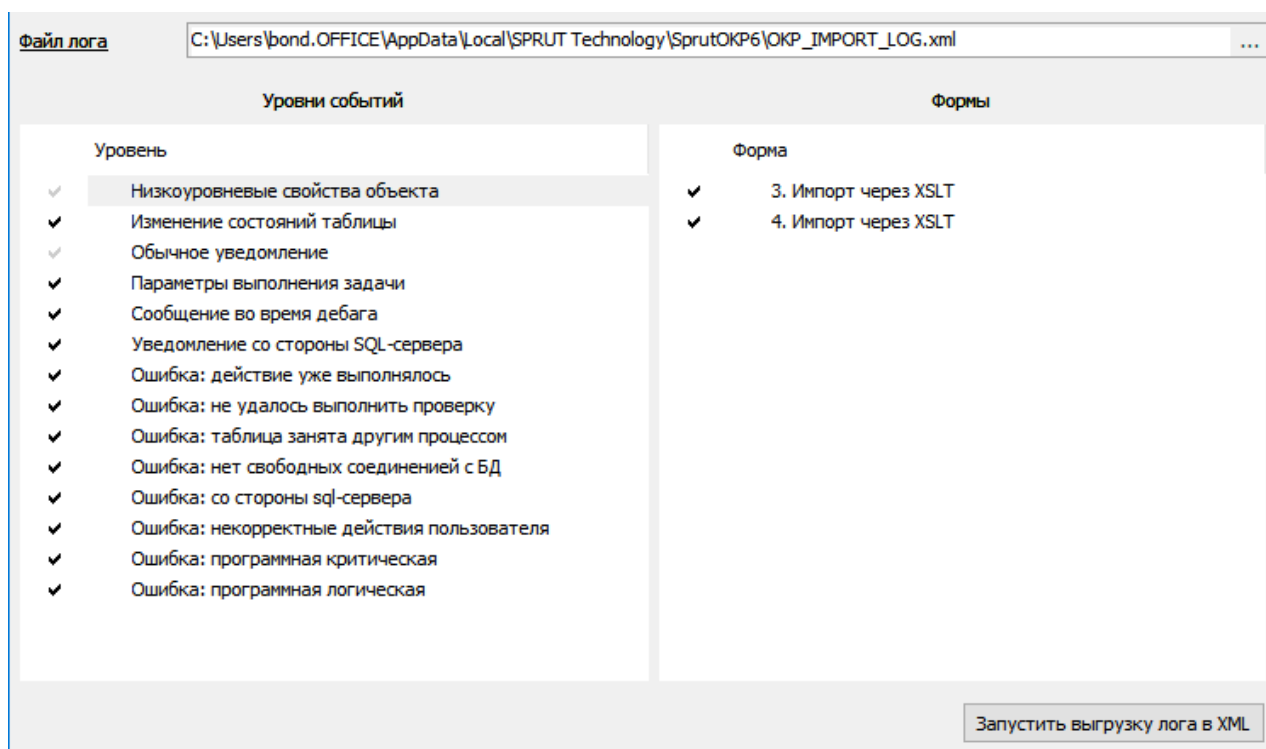 Файл лога
C:\Users\bond.OFFICE\AppData\Local\SPRUT Technology\SprutOKP6\OKP_IMPORT_LOG.xml
...
Уровни событий
Формы
Уровень
Низкоуровневые свойства объекта
Изменение состояний таблицы
Обычное уведомление
Параметры выполнения задачи
Сообщение во время дебага
Уведомление со стороны SQL-сервера
Ошибка: действие уже выполнялось
Ошибка: не удалось выполнить проверку
Ошибка: таблица занята другим процессом
Ошибка: нет свободных соединенией с БД
Ошибка: со стороны sql-сервера
Ошибка: некорректные действия пользователя
Ошибка: программная критическая
Ошибка: программная логическая
Форма
3. Импорт через XSLT
4. Импорт через XSLT
Запустить выгрузку лога в XML